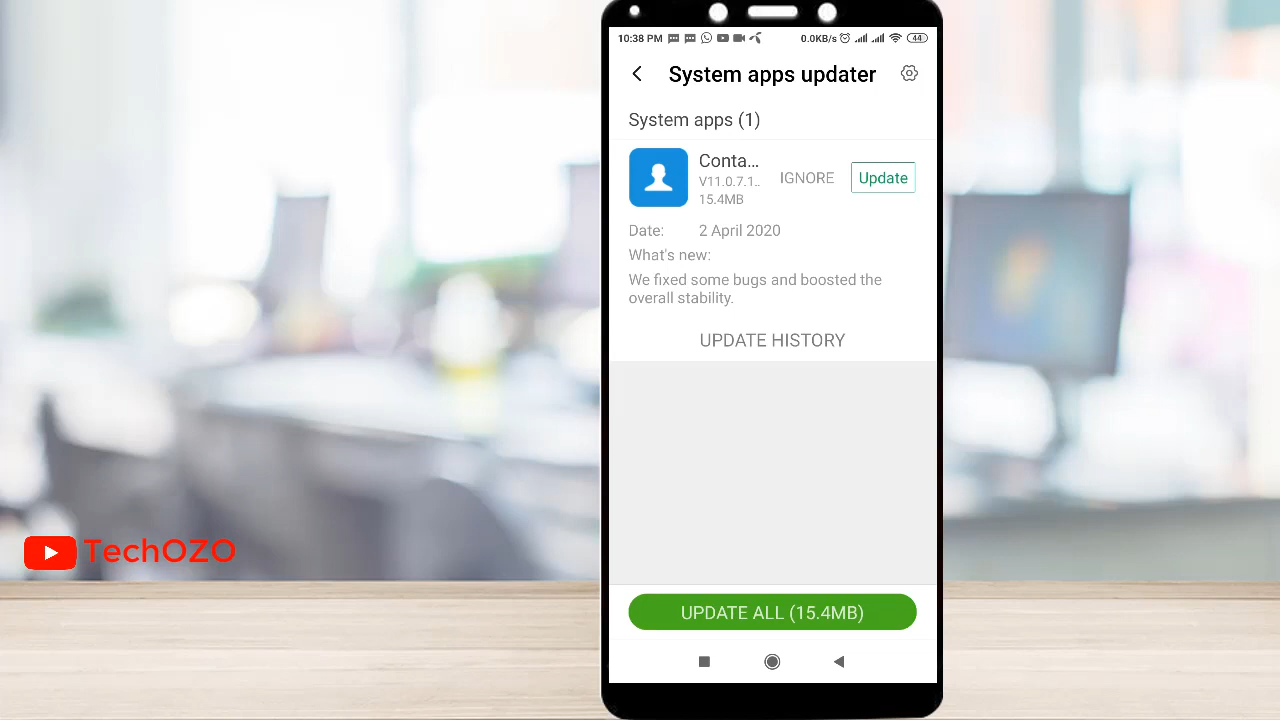 10:38 PM
0.0KB/s
44
System apps updater
System apps (1)
Conta...
V11.0.7.1..
15.4MB
IGNORE
Update
Date: 2 April 2020
What's new:
We fixed some bugs and boosted the
overall stability.
UPDATE HISTORY
UPDATE ALL (15.4MB)
TechOZO